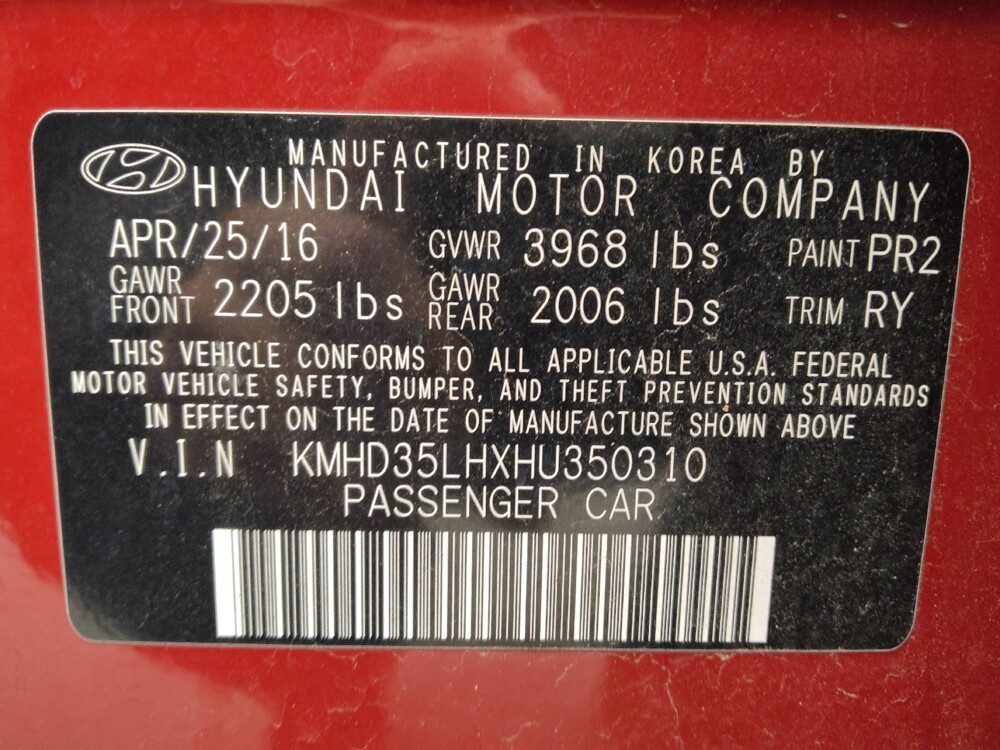 MANUFACTURED IN KOREA BY
HYUNDAI MOTOR COMPANY
APR/25/16 GVWR 3968 lbs PAINT PR2
GAWR FRONT 2205 lbs GAWR REAR 2006 lbs TRIM RY
THIS VEHICLE CONFORMS TO ALL APPLICABLE U.S.A. FEDERAL
MOTOR VEHICLE SAFETY, BUMPER, AND THEFT PREVENTION STANDARDS
IN EFFECT ON THE DATE OF MANUFACTURE SHOWN ABOVE
V.I.N KMHD35LHXHU350310
PASSENGER CAR